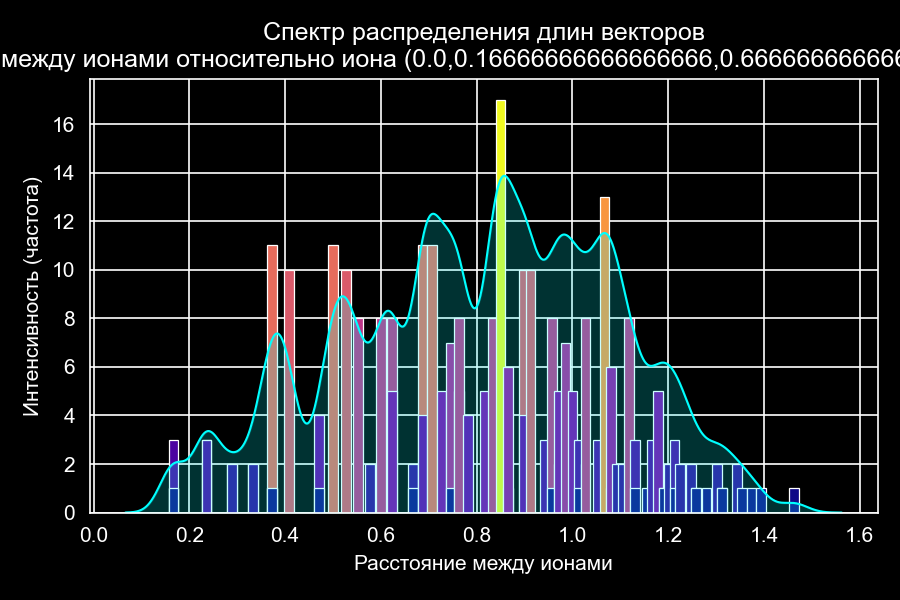 Спектр распределения длин векторов
между ионами относительно иона (0.0,0.16666666666666666,0.666666666666
16
14
12
10
8
6
4
2
0
Интенсивность (частота)
0.0 0.2 0.4 0.6 0.8 1.0 1.2 1.4 1.6
Расстояние между ионами